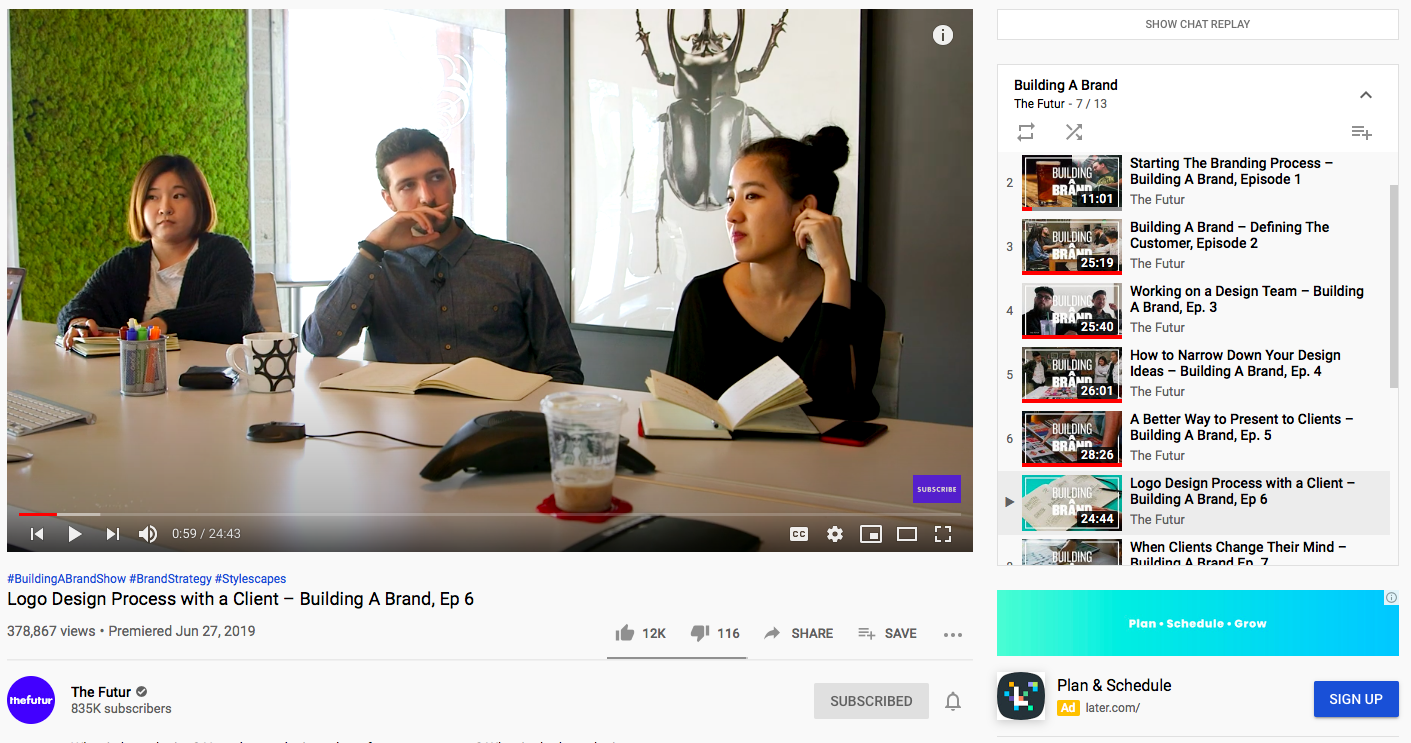 SUBSCRIBE
0:59 / 24:43
CC
#BuildingABrandShow #BrandStrategy #Stylescapes
Logo Design Process with a Client – Building A Brand, Ep 6
378,867 views • Premiered Jun 27, 2019
12K
116
SHARE
SAVE
thefutur
The Futur
835K subscribers
SUBSCRIBED
SHOW CHAT REPLAY
Building A Brand
The Futur - 7 / 13
2
BUILDING
A
BRAND
11:01
Starting The Branding Process –
Building A Brand, Episode 1
The Futur
3
BUILDING
A
BRAND
25:19
Building A Brand – Defining The
Customer, Episode 2
The Futur
4
BUILDING
A
BRAND
25:40
Working on a Design Team – Building
A Brand, Ep. 3
The Futur
5
BUILDING
A
BRAND
26:01
How to Narrow Down Your Design
Ideas – Building A Brand, Ep. 4
The Futur
6
BUILDING
A
BRAND
28:26
A Better Way to Present to Clients –
Building A Brand, Ep. 5
The Futur
BUILDING
A
BRAND
24:44
Logo Design Process with a Client –
Building A Brand, Ep 6
The Futur
BUILDING
When Clients Change Their Mind –
Building A Brand Ep. 7
Plan • Schedule • Grow
Plan & Schedule
Ad later.com/
SIGN UP